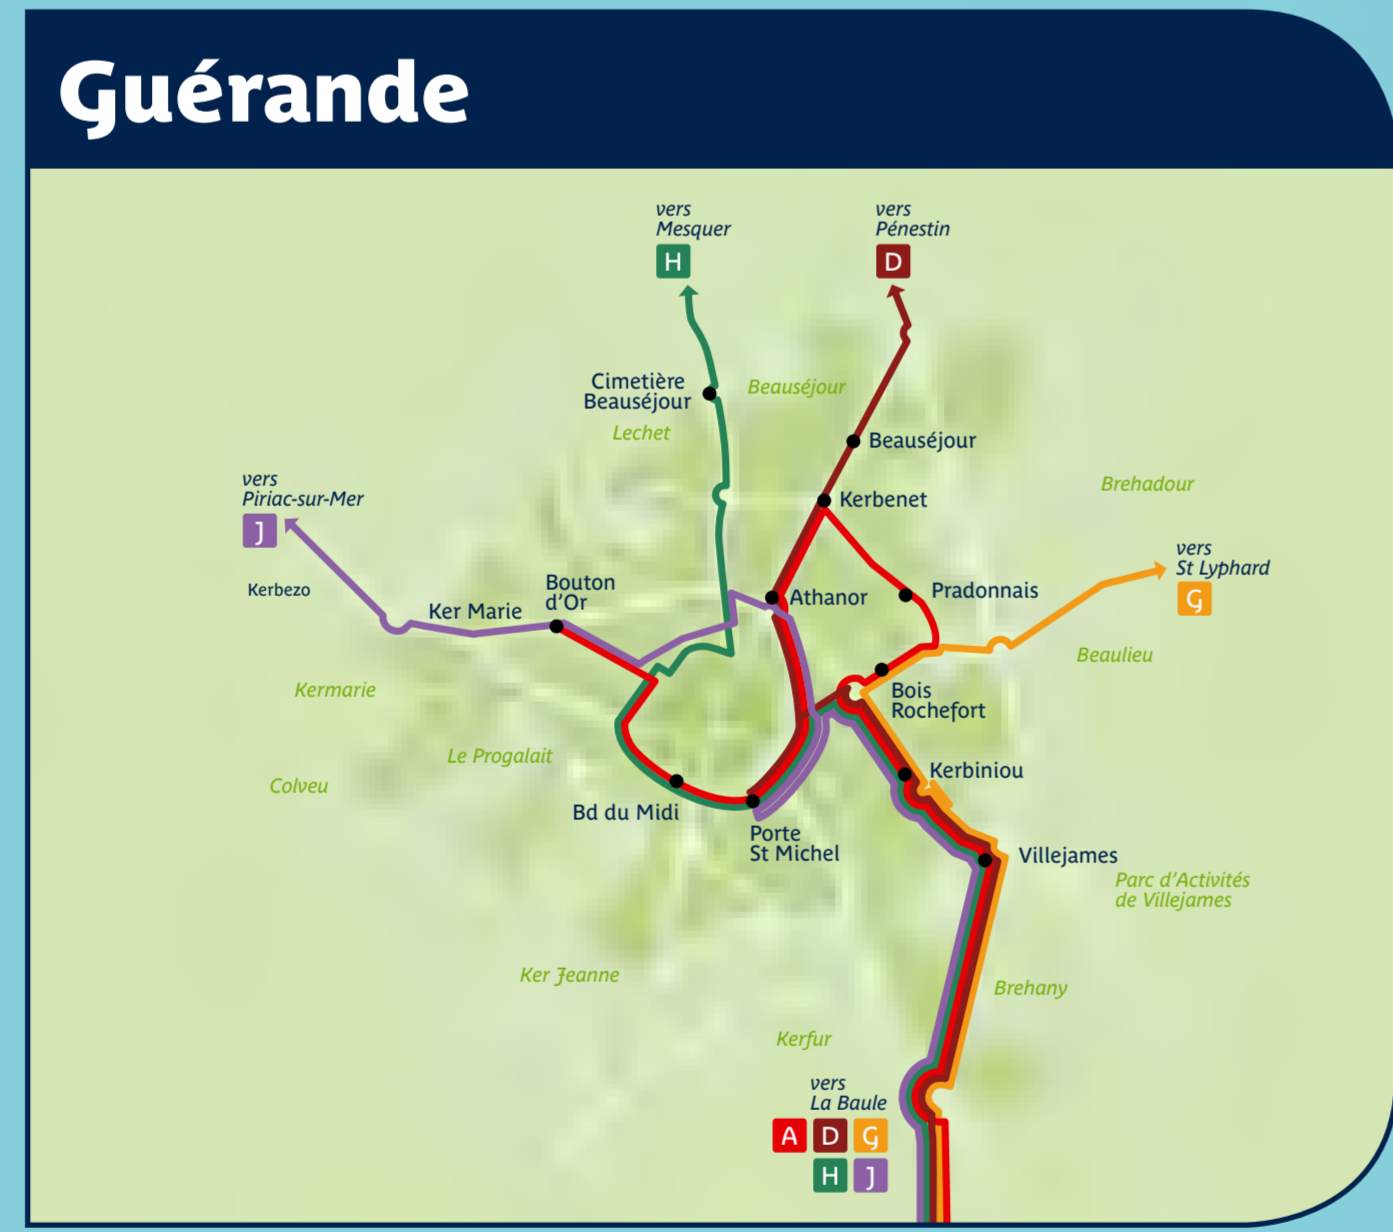 Guérande
vers
Mesquer
H
vers
Pénestin
D
Cimetière
Beauséjour
Beauséjour
Lechet
Beauséjour
vers
Piriac-sur-Mer
J
Kerbenet
Brehadour
vers
St Lyphard
G
Kerbezo
Ker Marie
Bouton
d'Or
Athanor
Pradonnais
Beaulieu
Kermarie
Bois
Rochefort
Le Progalait
Colveu
Kerbiniou
Bd du Midi
Porte
St Michel
Villejames
Parc d'Activités
de Villejames
Ker Jeanne
Brehany
Kerfur
vers
La Baule
A D G
H J